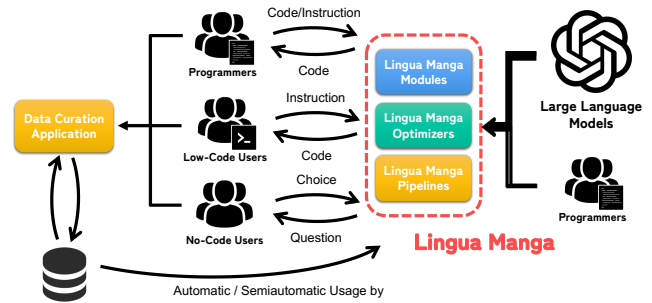 Code/Instruction
Programmers
Code
Lingua Manga
Modules
Large Language
Models
Data Curation
Application
Instruction
Low-Code Users
Code
Lingua Manga
Optimizers
Choice
No-Code Users
Question
Lingua Manga
Pipelines
Programmers
Lingua Manga
Automatic / Semiautomatic Usage by